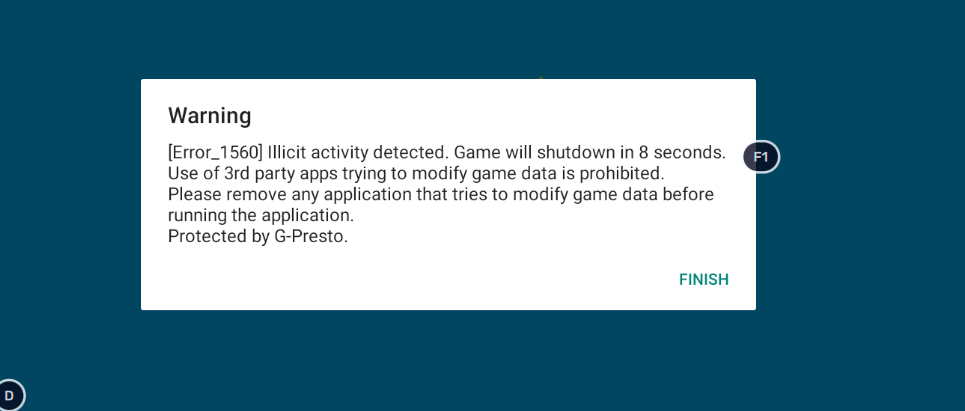 Warning
[Error_1560] Illicit activity detected. Game will shutdown in 8 seconds.
Use of 3rd party apps trying to modify game data is prohibited.
Please remove any application that tries to modify game data before
running the application.
Protected by G-Presto.
F1
FINISH
D